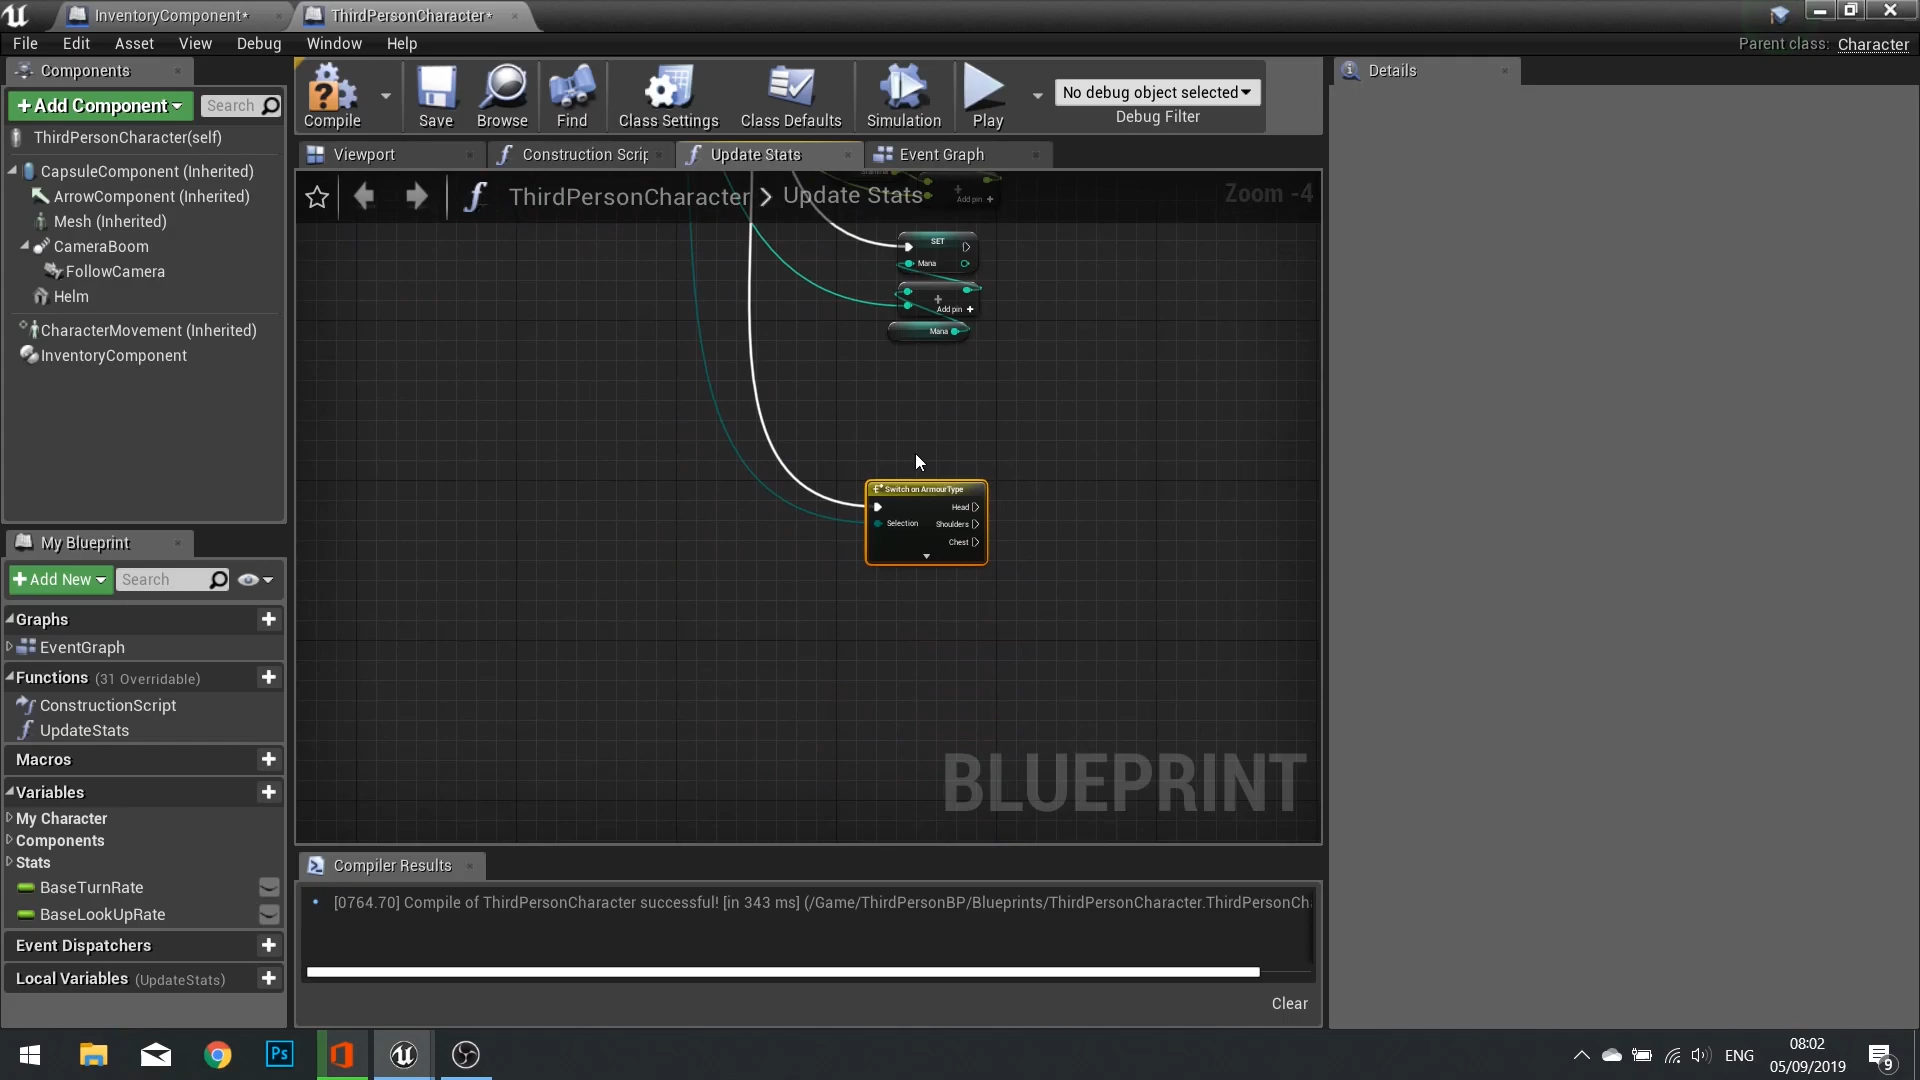 InventoryComponent*
ThirdPersonCharacter*
File
Edit
Asset
View
Debug
Window
Help
Parent class: Character
Components
+Add Component
Search
ThirdPersonCharacter(self)
CapsuleComponent (Inherited)
ArrowComponent (Inherited)
Mesh (Inherited)
CameraBoom
FollowCamera
Helm
CharacterMovement (Inherited)
InventoryComponent
Compile
Save
Browse
Find
Class Settings
Class Defaults
Simulation
Play
No debug object selected
Debug Filter
Viewport
Construction Scrip
Update Stats
Event Graph
ThirdPersonCharacter > Update Stats
Zoom -4
Add pin +
SET
Mana
Add pin +
Mana
Switch on ArmourType
Head
Selection
Shoulders
Chest
BLUEPRINT
My Blueprint
+Add New
Search
Graphs
EventGraph
Functions (31 Overridable)
ConstructionScript
UpdateStats
Macros
Variables
My Character
Components
Stats
BaseTurnRate
BaseLookUpRate
Event Dispatchers
Local Variables (UpdateStats)
Compiler Results
[0764.70] Compile of ThirdPersonCharacter successful! [in 343 ms] (/Game/ThirdPersonBP/Blueprints/ThirdPersonCharacter.ThirdPersonCh
Clear
Details
Ps
ENG
08:02
05/09/2019
9